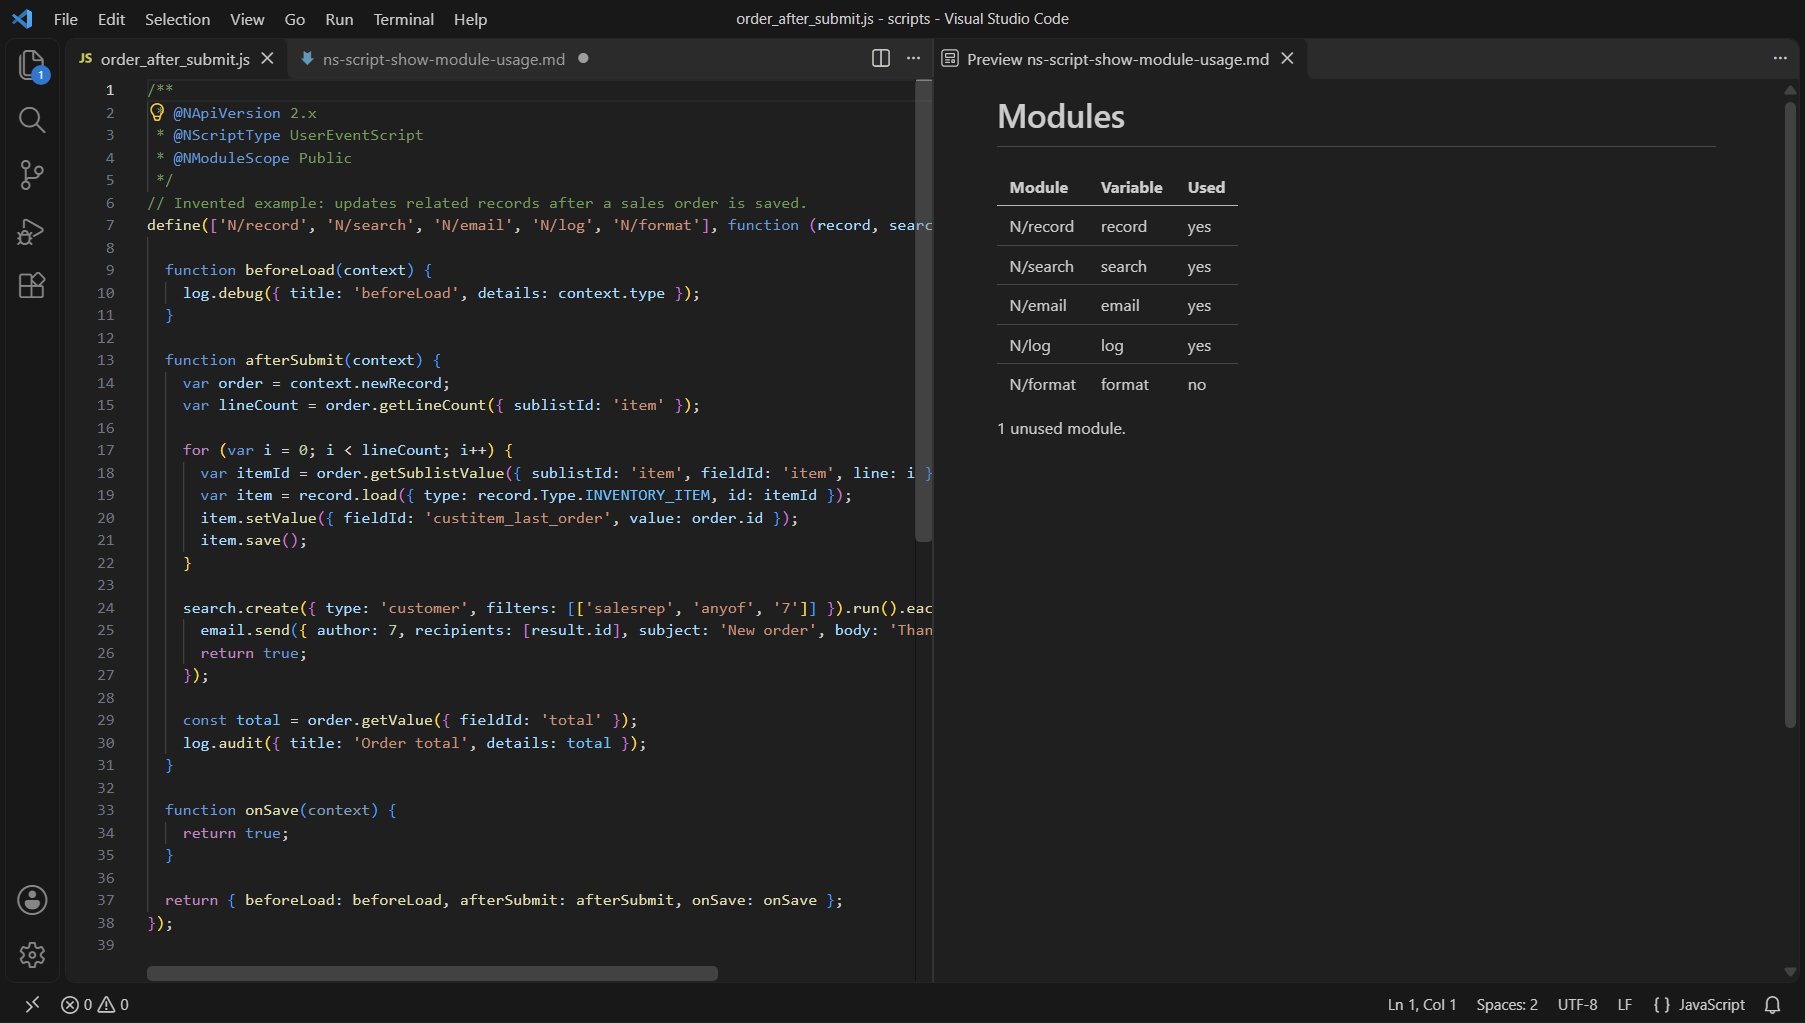 File Edit Selection View Go Run Terminal Help
order_after_submit.js - scripts - Visual Studio Code
JS order_after_submit.js
ns-script-show-module-usage.md
Preview ns-script-show-module-usage.md
1
1 /**
2 * @NApiVersion 2.x
3 * @NScriptType UserEventScript
4 * @NModuleScope Public
5 */
6 // Invented example: updates related records after a sales order is saved.
7 define(['N/record', 'N/search', 'N/email', 'N/log', 'N/format'], function (record, searc
8
9 function beforeLoad(context) {
10 log.debug({ title: 'beforeLoad', details: context.type });
11 }
12
13 function afterSubmit(context) {
14 var order = context.newRecord;
15 var lineCount = order.getLineCount({ sublistId: 'item' });
16
17 for (var i = 0; i < lineCount; i++) {
18 var itemId = order.getSublistValue({ sublistId: 'item', fieldId: 'item', line: i }
19 var item = record.load({ type: record.Type.INVENTORY_ITEM, id: itemId });
20 item.setValue({ fieldId: 'custitem_last_order', value: order.id });
21 item.save();
22 }
23
24 search.create({ type: 'customer', filters: [['salesrep', 'anyof', '7']] }).run().eac
25 email.send({ author: 7, recipients: [result.id], subject: 'New order', body: 'Than
26 return true;
27 });
28
29 const total = order.getValue({ fieldId: 'total' });
30 log.audit({ title: 'Order total', details: total });
31 }
32
33 function onSave(context) {
34 return true;
35 }
36
37 return { beforeLoad: beforeLoad, afterSubmit: afterSubmit, onSave: onSave };
38 });
39
Modules
Module Variable Used
N/record record yes
N/search search yes
N/email email yes
N/log log yes
N/format format no
1 unused module.
0 0
Ln 1, Col 1 Spaces: 2 UTF-8 LF { } JavaScript